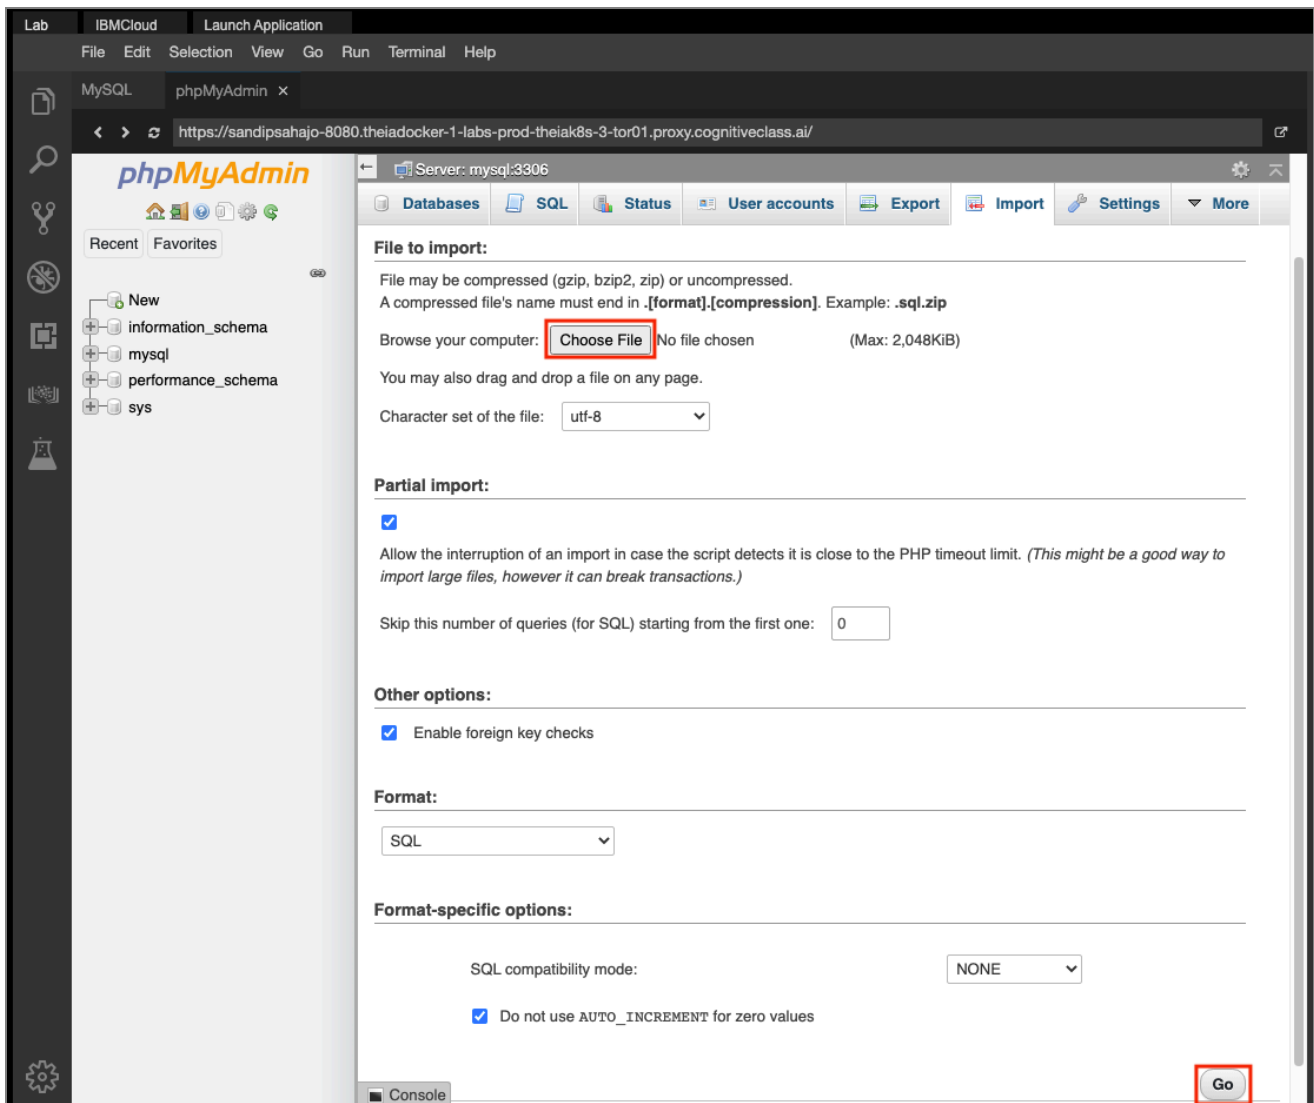 Lab IBMCloud Launch Application
File Edit Selection View Go Run Terminal Help
MySQL phpMyAdmin ×
https://sandipsahajo-8080.theiadocker-1-labs-prod-theiak8s-3-tor01.proxy.cognitiveclass.ai/
phpMyAdmin
Recent Favorites
New
information_schema
mysql
performance_schema
sys
Server: mysql:3306
Databases SQL Status User accounts Export Import Settings More
File to import:
File may be compressed (gzip, bzip2, zip) or uncompressed.
A compressed file's name must end in .[format].[compression]. Example: .sql.zip
Browse your computer: Choose File No file chosen (Max: 2,048KiB)
You may also drag and drop a file on any page.
Character set of the file: utf-8
Partial import:
Allow the interruption of an import in case the script detects it is close to the PHP timeout limit. (This might be a good way to
import large files, however it can break transactions.)
Skip this number of queries (for SQL) starting from the first one: 0
Other options:
Enable foreign key checks
Format:
SQL
Format-specific options:
SQL compatibility mode: NONE
Do not use AUTO_INCREMENT for zero values
Go
Console